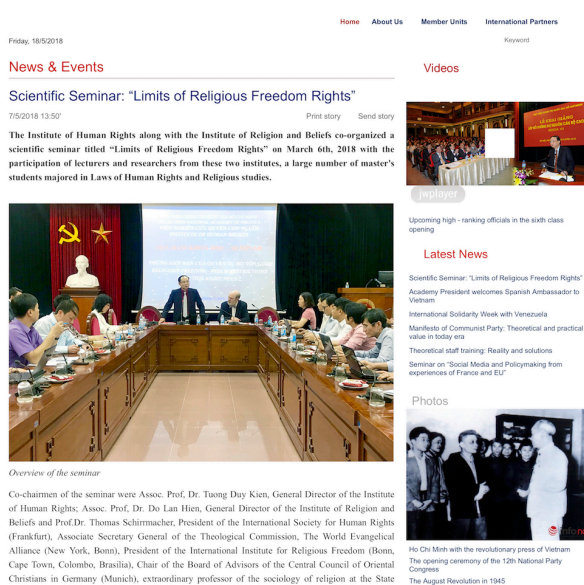 Home About Us Member Units International Partners
Friday, 18/5/2018
Keyword
News & Events
Scientific Seminar: “Limits of Religious Freedom Rights”
7/5/2018 13:50' Print story Send story
The Institute of Human Rights along with the Institute of Religion and Beliefs co-organized a
scientific seminar titled “Limits of Religious Freedom Rights” on March 6th, 2018 with the
participation of lecturers and researchers from these two institutes, a large number of master's
students majored in Laws of Human Rights and Religious studies.
Overview of the seminar
Co-chairmen of the seminar were Assoc. Prof, Dr. Tuong Duy Kien, General Director of the Institute
of Human Rights; Assoc. Prof, Dr. Do Lan Hien, General Director of the Institute of Religion and
Beliefs and Prof.Dr. Thomas Schirrmacher, President of the International Society for Human Rights
(Frankfurt), Associate Secretary General of the Theological Commission, The World Evangelical
Alliance (New York, Bonn), President of the International Institute for Religious Freedom (Bonn,
Cape Town, Colombo, Brasilia), Chair of the Board of Advisors of the Central Council of Oriental
Christians in Germany (Munich), extraordinary professor of the sociology of religion at the State
Videos
jwplayer
Upcoming high - ranking officials in the sixth class
opening
Latest News
Scientific Seminar: “Limits of Religious Freedom Rights”
Academy President welcomes Spanish Ambassador to
Vietnam
International Solidarity Week with Venezuela
Manifesto of Communist Party: Theoretical and practical
value in today era
Theoretical staff training: Reality and solutions
Seminar on “Social Media and Policymaking from
experiences of France and EU”
Photos
Ho Chi Minh with the revolutionary press of Vietnam
The opening ceremony of the 12th National Party
Congress
The August Revolution in 1945